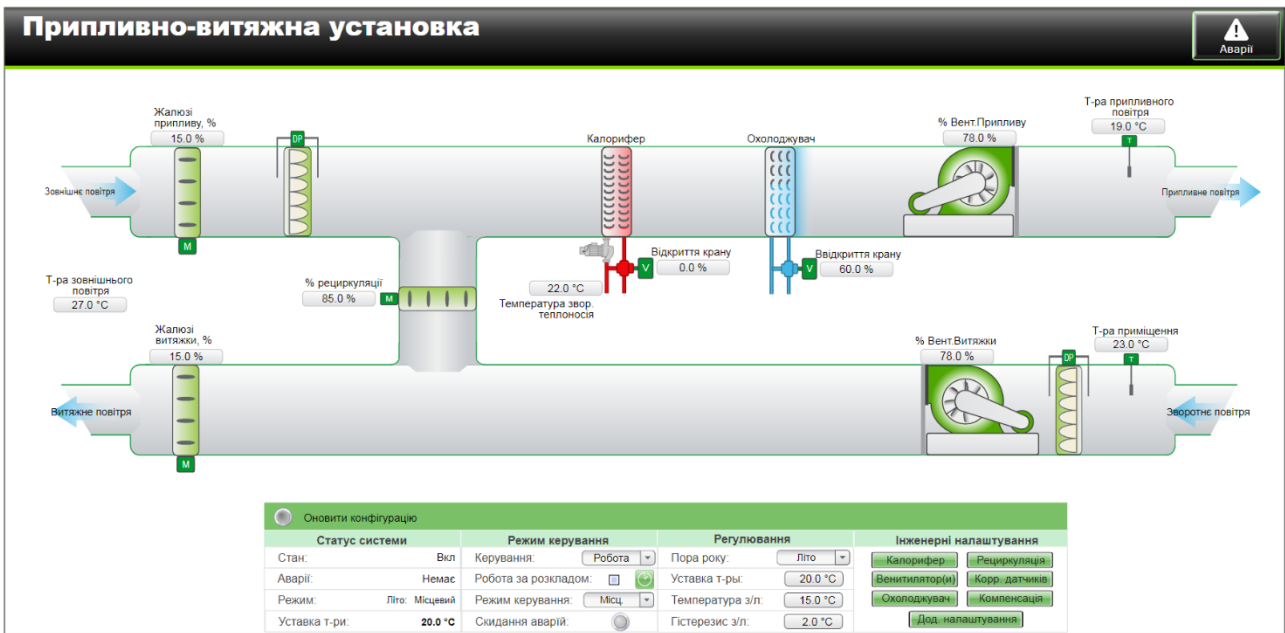 Припливно-витяжна установка
Аварії
Жалюзі
припливу, %
15.0 %
DP
Калорифер
Охолоджувач
% Вент.Припливу
78.0 %
Т-ра припливного
повітря
19.0 °C
T
Зовнішнє повітря
Припливне повітря
M
Відкриття крану
V
0.0 %
Ввідкриття крану
V
60.0 %
Т-ра зовнішнього
повітря
27.0 °C
% рециркуляції
85.0 %
M
22.0 °C
Температура звор.
теплоносія
Жалюзі
витяжки, %
15.0 %
% Вент.Витяжки
78.0 %
DP
Т-ра приміщення
23.0 °C
T
Витяжне повітря
Зворотнє повітря
M
Оновити конфігурацію
Статус системи Режим керування Регулювання Інженерні налаштування
Стан: Вкл Керування: Робота Пора року: Літо Калорифер Рециркуляція
Аварії: Немає Робота за розкладом: Уставка т-ры: 20.0 °C Венитилятор(и) Корр. датчиків
Режим: Літо: Місцевий Режим керування: Місц. Температура з/л: 15.0 °C Охолоджувач Компенсація
Уставка т-ри: 20.0 °C Скидання аварій: Гістерезис з/л: 2.0 °C Дод. налаштування